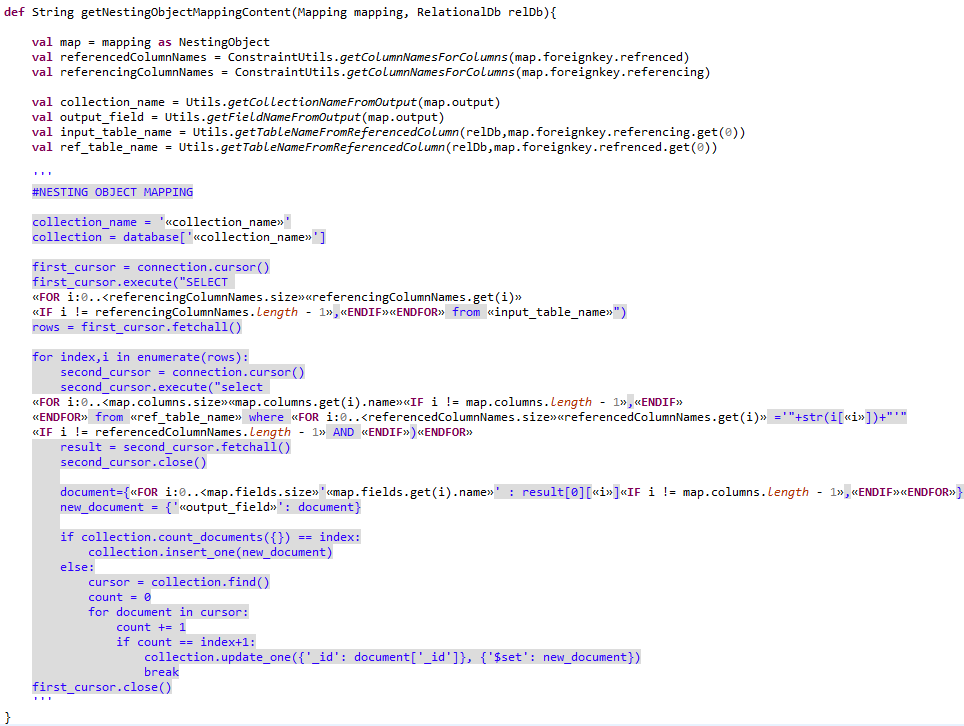 def String getNestingObjectMappingContent(Mapping mapping, RelationalDb relDb){
val map = mapping as NestingObject
val referencedColumnNames = ConstraintUtils.getColumnNamesForColumns(map.foreignkey.refrenced)
val referencingColumnNames = ConstraintUtils.getColumnNamesForColumns(map.foreignkey.referencing)
val collection_name = Utils.getCollectionNameFromOutput(map.output)
val output_field = Utils.getFieldNameFromOutput(map.output)
val input_table_name = Utils.getTableNameFromReferencedColumn(relDb,map.foreignkey.referencing.get(0))
val ref_table_name = Utils.getTableNameFromReferencedColumn(relDb,map.foreignkey.refrenced.get(0))
'''
#NESTING OBJECT MAPPING
collection_name = '«collection_name»'
collection = database['«collection_name»']
first_cursor = connection.cursor()
first_cursor.execute("SELECT
«FOR i:0..<referencingColumnNames.size»«referencingColumnNames.get(i)»
«IF i != referencingColumnNames.length - 1»,«ENDIF»«ENDFOR» from «input_table_name»")
rows = first_cursor.fetchall()
for index,i in enumerate(rows):
    second_cursor = connection.cursor()
    second_cursor.execute("select
«FOR i:0..<map.columns.size»«map.columns.get(i).name»«IF i != map.columns.length - 1»,«ENDIF»
«ENDFOR» from «ref_table_name» where «FOR i:0..<referencedColumnNames.size»«referencedColumnNames.get(i)» ='"+str(i[«i»])+"'"
«IF i != referencedColumnNames.length - 1» AND «ENDIF»)«ENDFOR»
    result = second_cursor.fetchall()
    second_cursor.close()
    document={«FOR i:0..<map.fields.size»'«map.fields.get(i).name»' : result[0][«i»]«IF i != map.columns.length - 1»,«ENDIF»«ENDFOR»}
    new_document = {'«output_field»': document}
    if collection.count_documents({}) == index:
        collection.insert_one(new_document)
    else:
        cursor = collection.find()
        count = 0
        for document in cursor:
            count += 1
            if count == index+1:
                collection.update_one({'_id': document['_id']}, {'$set': new_document})
                break
first_cursor.close()
'''
}